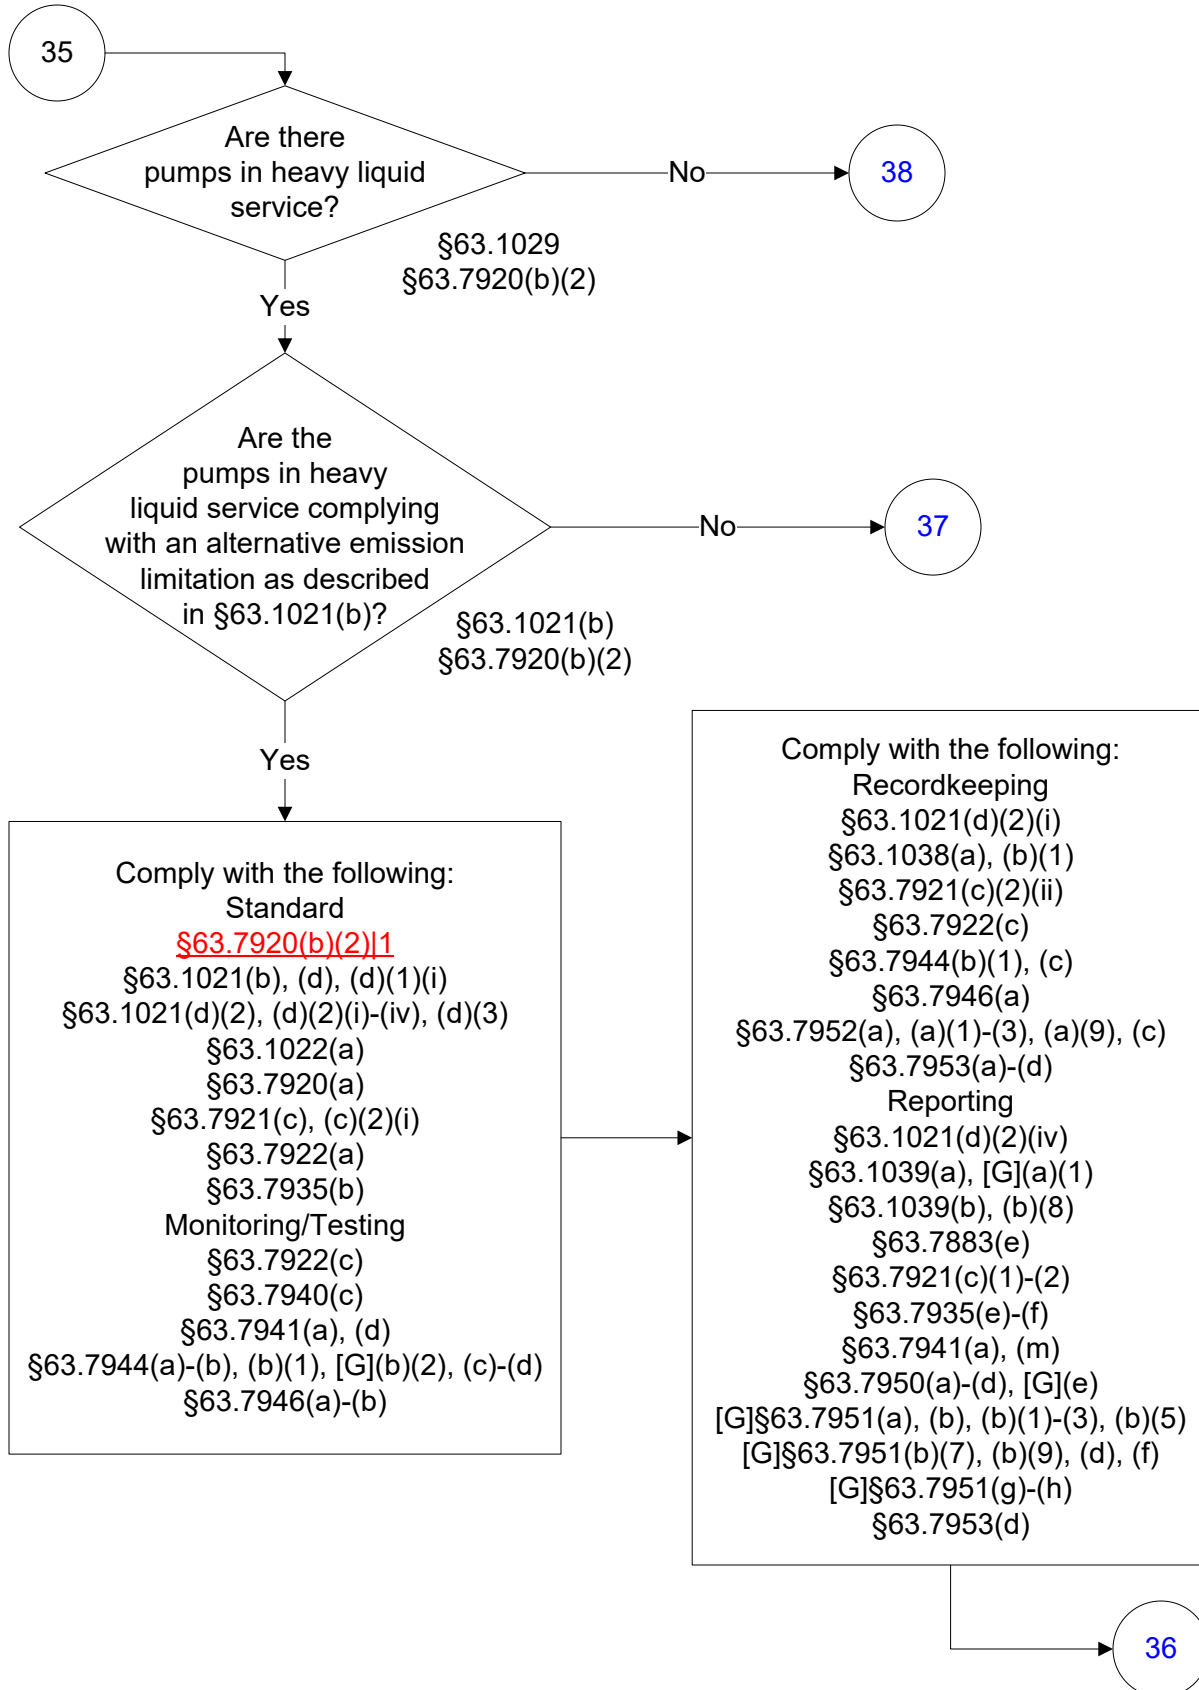 35
Are there
pumps in heavy liquid
service?
No
38
§63.1029
§63.7920(b)(2)
Yes
Are the
pumps in heavy
liquid service complying
with an alternative emission
limitation as described
in §63.1021(b)?
No
37
§63.1021(b)
§63.7920(b)(2)
Yes
Comply with the following:
Standard
§63.7920(b)(2)|1
§63.1021(b), (d), (d)(1)(i)
§63.1021(d)(2), (d)(2)(i)-(iv), (d)(3)
§63.1022(a)
§63.7920(a)
§63.7921(c), (c)(2)(i)
§63.7922(a)
§63.7935(b)
Monitoring/Testing
§63.7922(c)
§63.7940(c)
§63.7941(a), (d)
§63.7944(a)-(b), (b)(1), [G](b)(2), (c)-(d)
§63.7946(a)-(b)
Comply with the following:
Recordkeeping
§63.1021(d)(2)(i)
§63.1038(a), (b)(1)
§63.7921(c)(2)(ii)
§63.7922(c)
§63.7944(b)(1), (c)
§63.7946(a)
§63.7952(a), (a)(1)-(3), (a)(9), (c)
§63.7953(a)-(d)
Reporting
§63.1021(d)(2)(iv)
§63.1039(a), [G](a)(1)
§63.1039(b), (b)(8)
§63.7883(e)
§63.7921(c)(1)-(2)
§63.7935(e)-(f)
§63.7941(a), (m)
§63.7950(a)-(d), [G](e)
[G]§63.7951(a), (b), (b)(1)-(3), (b)(5)
[G]§63.7951(b)(7), (b)(9), (d), (f)
[G]§63.7951(g)-(h)
§63.7953(d)
36